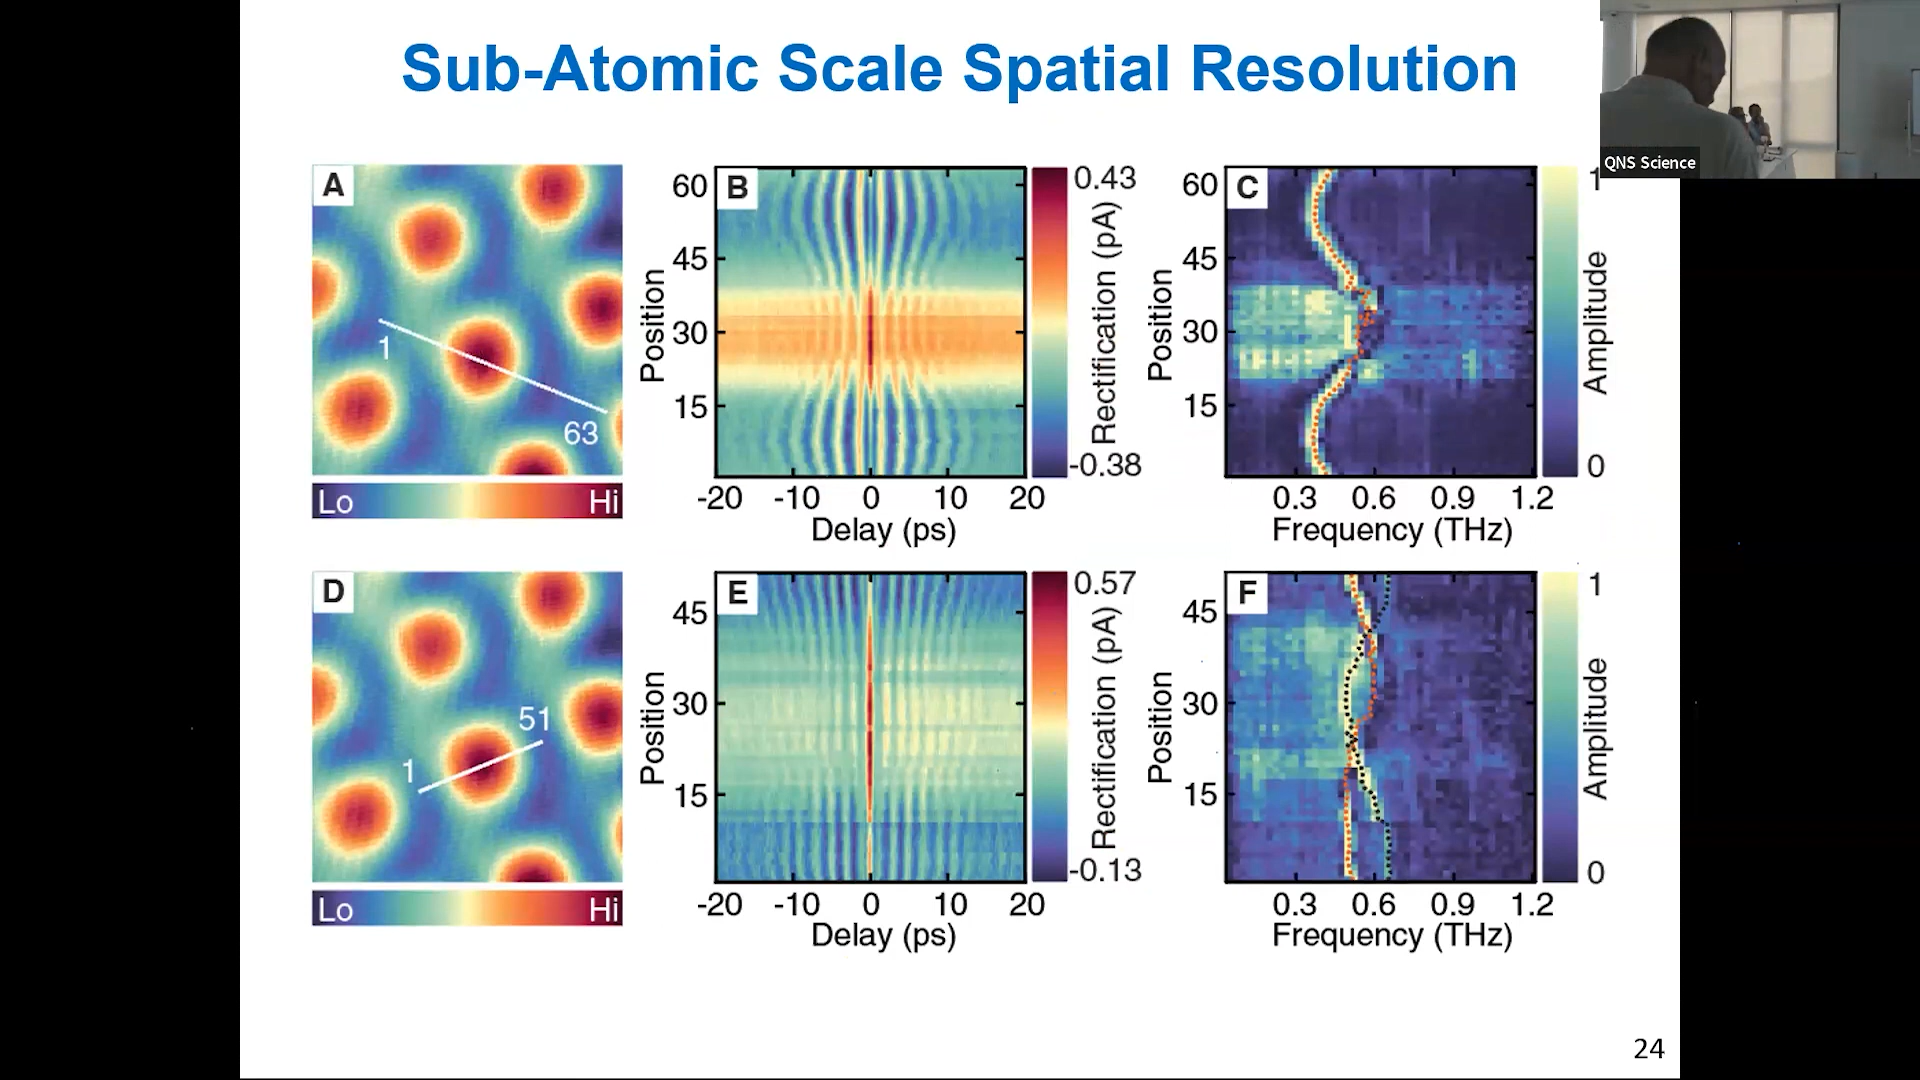 Sub-Atomic Scale Spatial Resolution
QNS Science
A
1
63
Lo Hi
B
60
45
30
15
Position
-20 -10 0 10 20
Delay (ps)
0.43
-0.38
Rectification (pA)
C
60
45
30
15
Position
0.3 0.6 0.9 1.2
Frequency (THz)
1
0
Amplitude
D
1
51
Lo Hi
E
45
30
15
Position
-20 -10 0 10 20
Delay (ps)
0.57
-0.13
Rectification (pA)
F
45
30
15
Position
0.3 0.6 0.9 1.2
Frequency (THz)
1
0
Amplitude
24